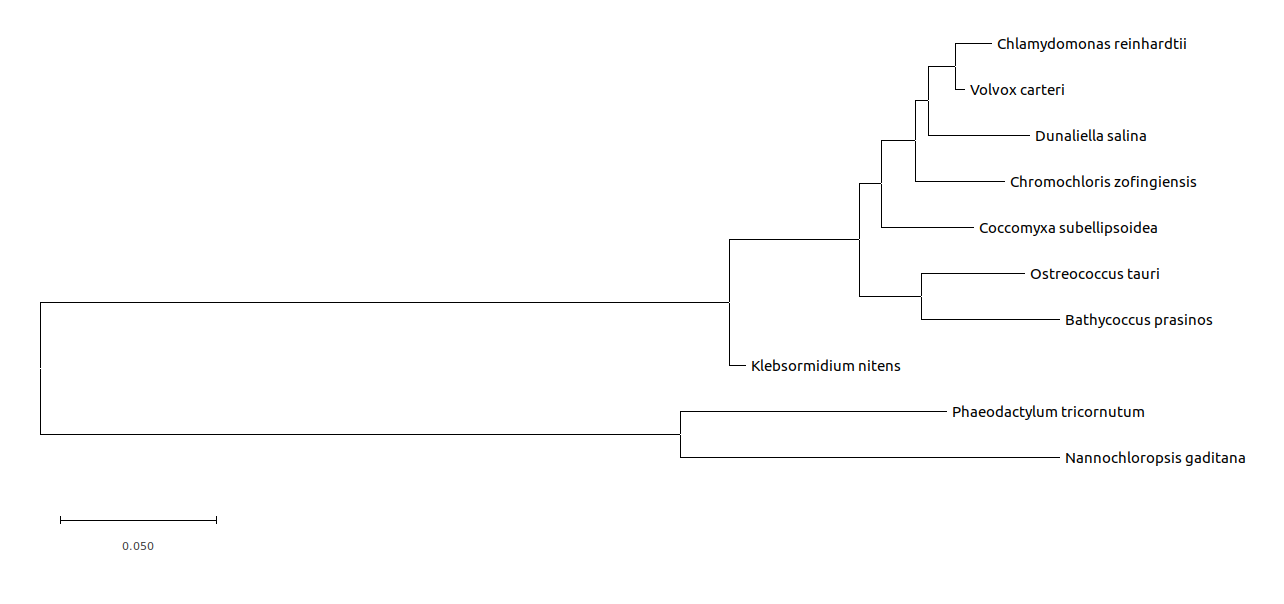 Chlamydomonas reinhardtii
Volvox carteri
Dunaliella salina
Chromochloris zofingiensis
Coccomyxa subellipsoidea
Ostreococcus tauri
Bathycoccus prasinos
Klebsormidium nitens
Phaeodactylum tricornutum
Nannochloropsis gaditana
0.050